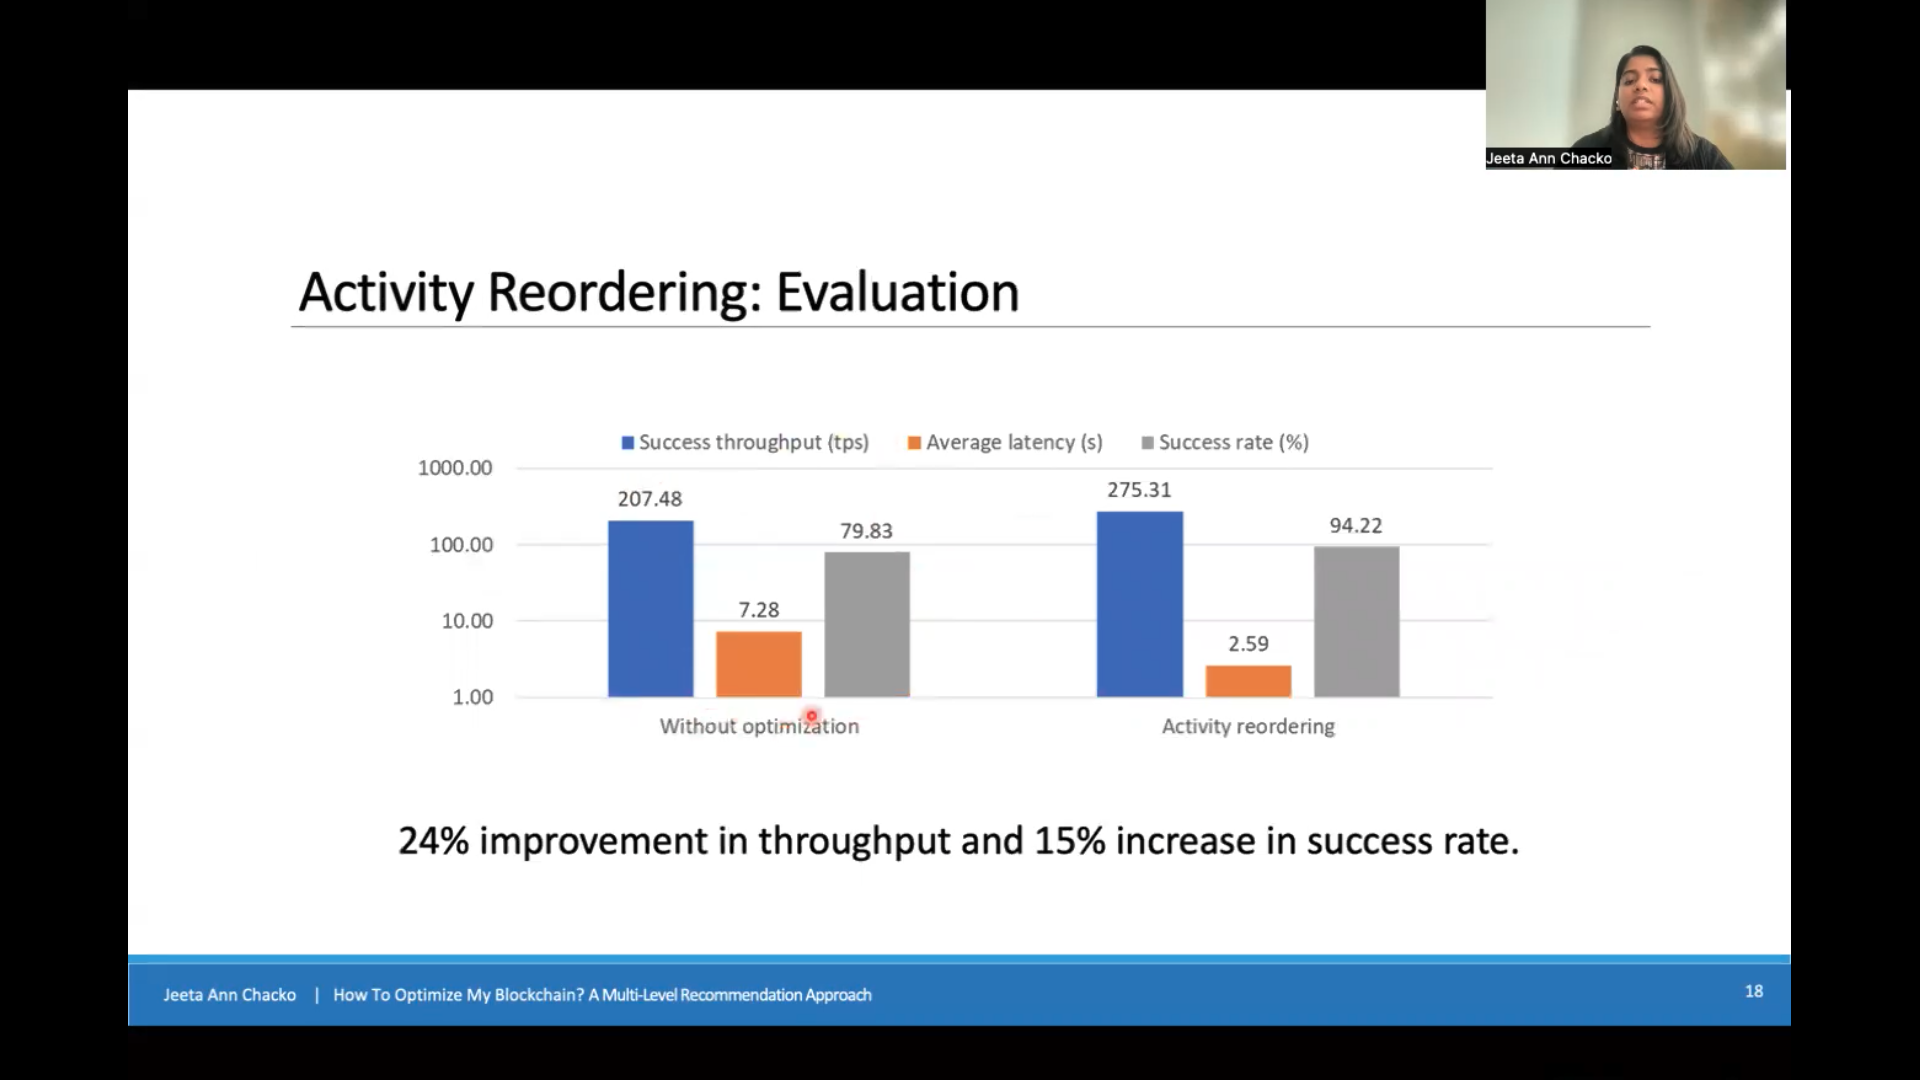 Jeeta Ann Chacko
Activity Reordering: Evaluation
Success throughput (tps) Average latency (s) Success rate (%)
1000.00
100.00
10.00
1.00
207.48
7.28
79.83
275.31
2.59
94.22
Without optimization
Activity reordering
24% improvement in throughput and 15% increase in success rate.
Jeeta Ann Chacko | How To Optimize My Blockchain? A Multi-Level Recommendation Approach
18